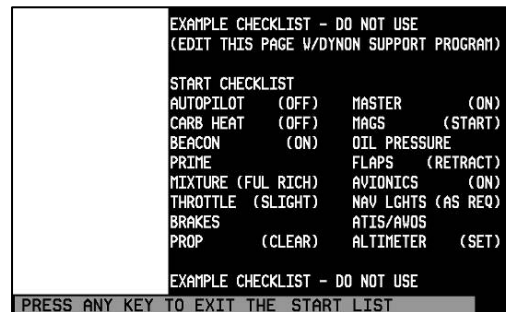 EXAMPLE CHECKLIST - DO NOT USE
(EDIT THIS PAGE W/DYNON SUPPORT PROGRAM)
START CHECKLIST
AUTOPILOT (OFF) MASTER (ON)
CARB HEAT (OFF) MAGS (START)
BEACON (ON) OIL PRESSURE
PRIME FLAPS (RETRACT)
MIXTURE (FUL RICH) AVIONICS (ON)
THROTTLE (SLIGHT) NAV LGHTS (AS REQ)
BRAKES ATIS/AWOS
PROP (CLEAR) ALTIMETER (SET)
EXAMPLE CHECKLIST - DO NOT USE
PRESS ANY KEY TO EXIT THE START LIST